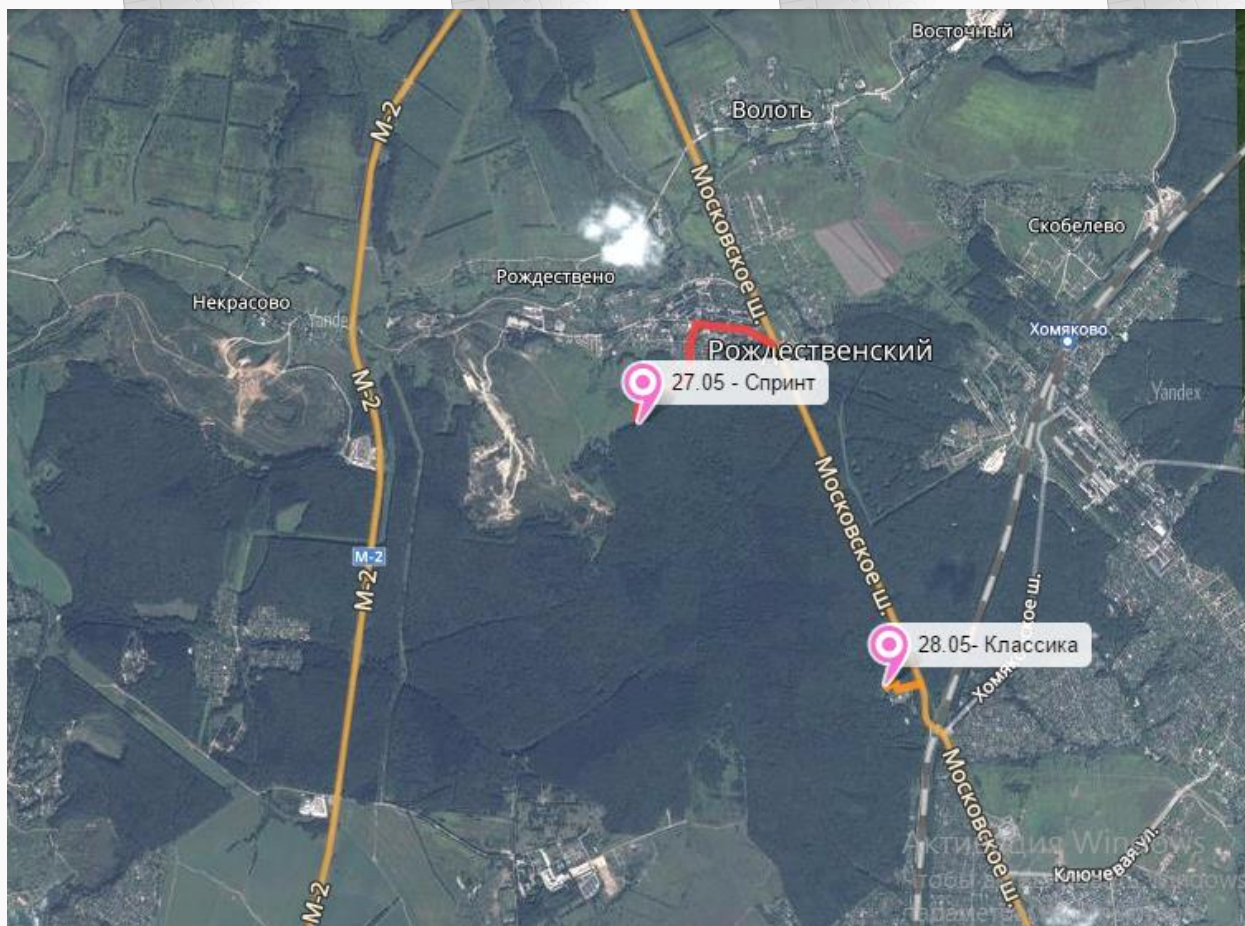 Восточный
М-2
Волоть
Московское ш.
Скобелево
Рождествено
Некрасово
Yandex
Хомяково
Рождественский
27.05 - Спринт
М-2
Yandex
Московское ш.
М-2
М-2
Хомяковское ш.
28.05- Классика
Московское ш.
Активация Windows
Ключевая ул.
М-2